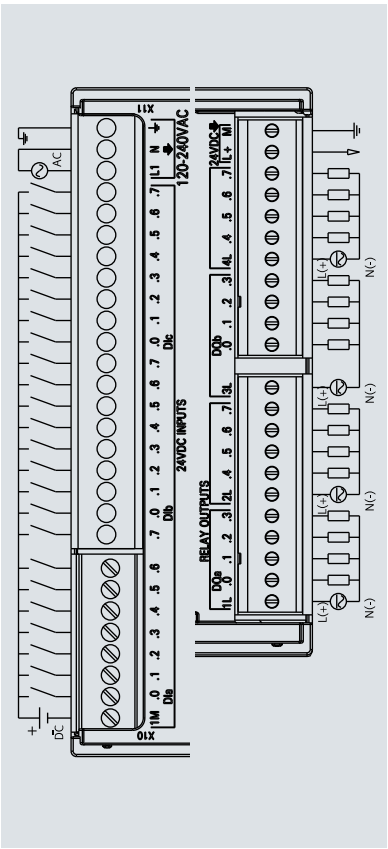 + DC AC
X10 X11
1M .0 .1 .2 .3 .4 .5 .6 .7 .0 .1 .2 .3 .4 .5 .6 .7 .0 .1 .2 .3 .4 .5 .6 .7 L1 N
DIa DIb DIc
24VDC INPUTS 120-240VAC
RELAY OUTPUTS 24VDC
DQa DQb
1L .0 .1 .2 .3 2L .4 .5 .6 .7 3L .0 .1 .2 .3 4L .4 .5 .6 .7 L+ M
L(+) L(+) L(+) L(+)
N(-) N(-) N(-) N(-)